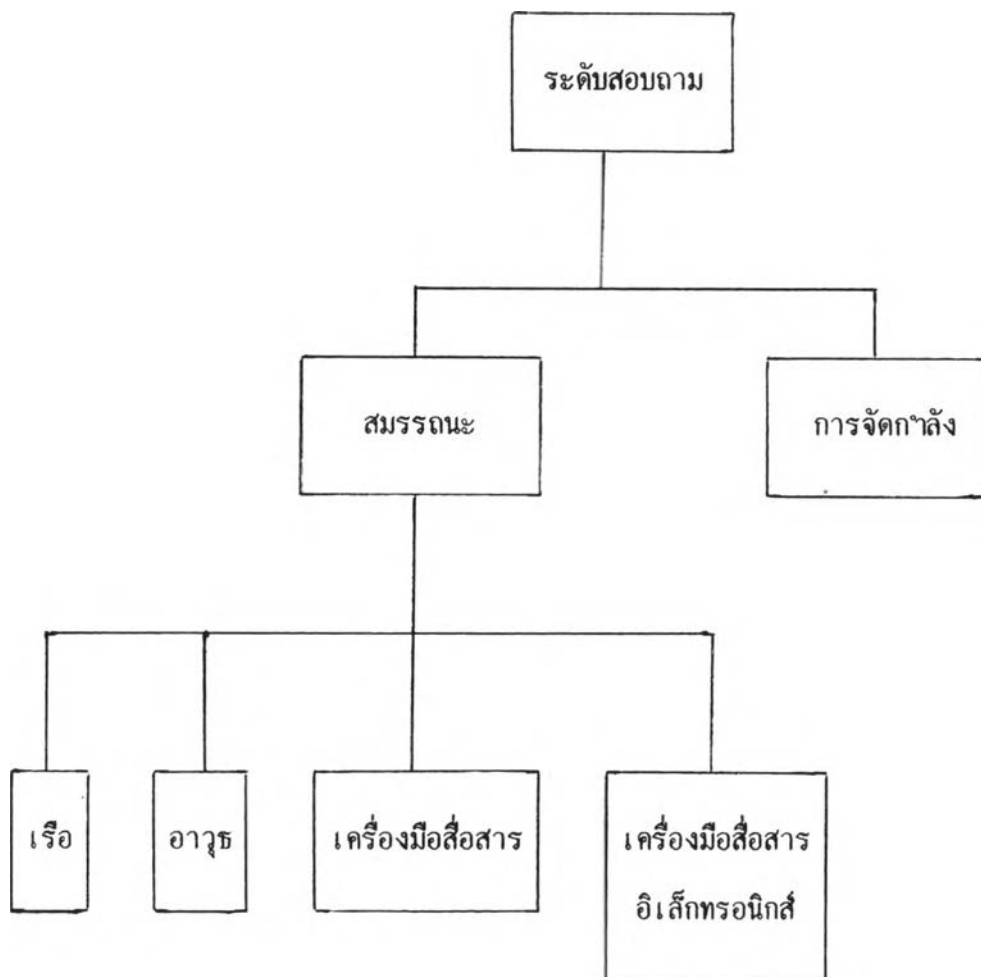 ระดับสอบถาม
สมรรถนะ
การจัดกำลัง
เรือ
อาวุธ
เครื่องมือสื่อสาร
เครื่องมือสื่อสาร
อิเล็กทรอนิกส์